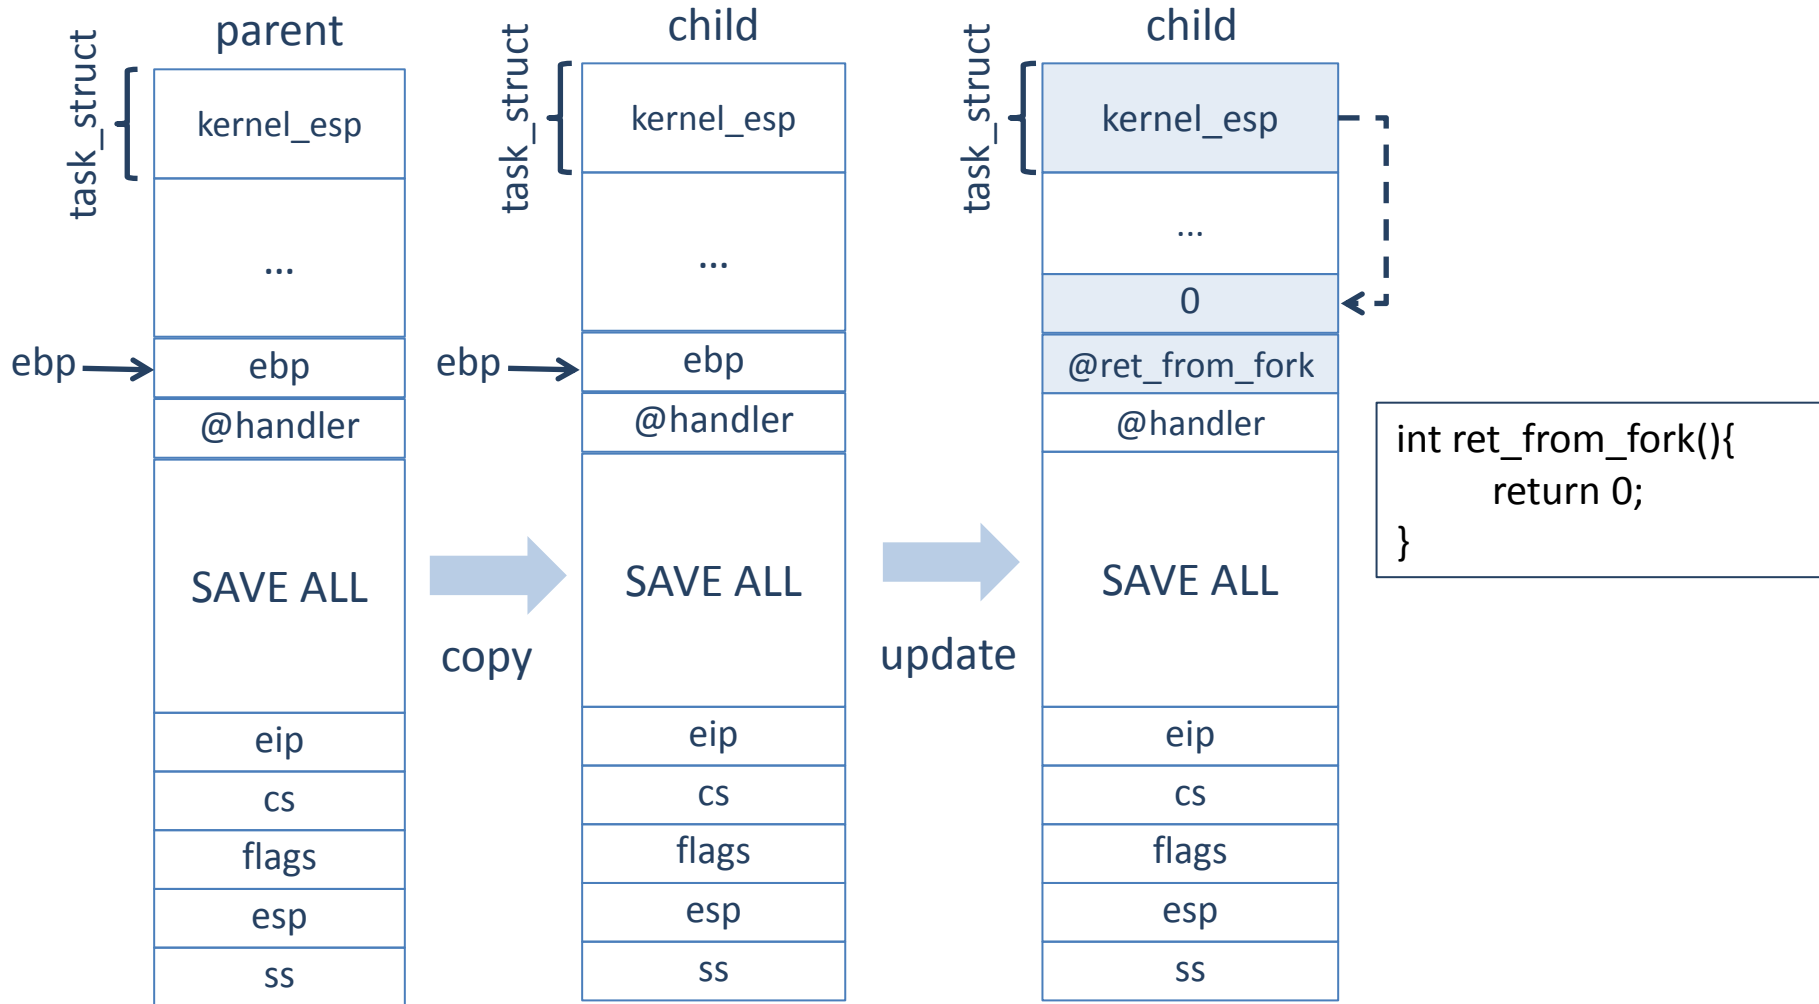 parent
task_struct
kernel_esp
...
ebp
ebp
@handler
SAVE ALL
eip
cs
flags
esp
ss
copy
child
task_struct
kernel_esp
...
ebp
ebp
@handler
SAVE ALL
eip
cs
flags
esp
ss
update
child
task_struct
kernel_esp
...
0
@ret_from_fork
@handler
SAVE ALL
eip
cs
flags
esp
ss
int ret_from_fork(){
return 0;
}